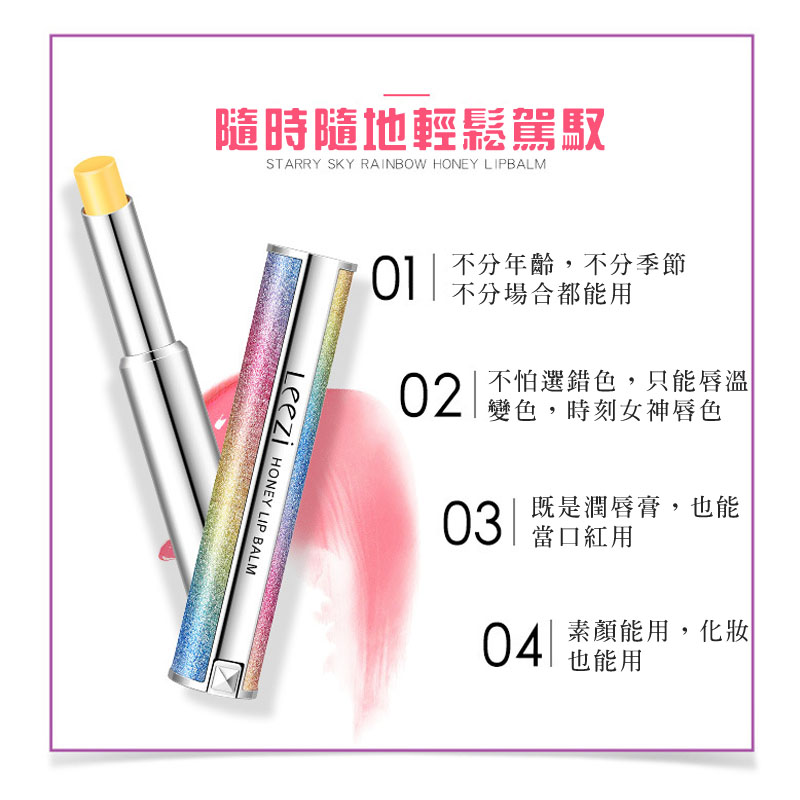 隨時隨地輕鬆駕馭
STARRY SKY RAINBOW HONEY LIPBALM
01
不分年齡，不分季節
不分場合都能用
02
不怕選錯色，只能唇溫
變色，時刻女神唇色
03
既是潤唇膏，也能
當口紅用
04
素顏能用，化妝
也能用
Leezi HONEY LIP BALM